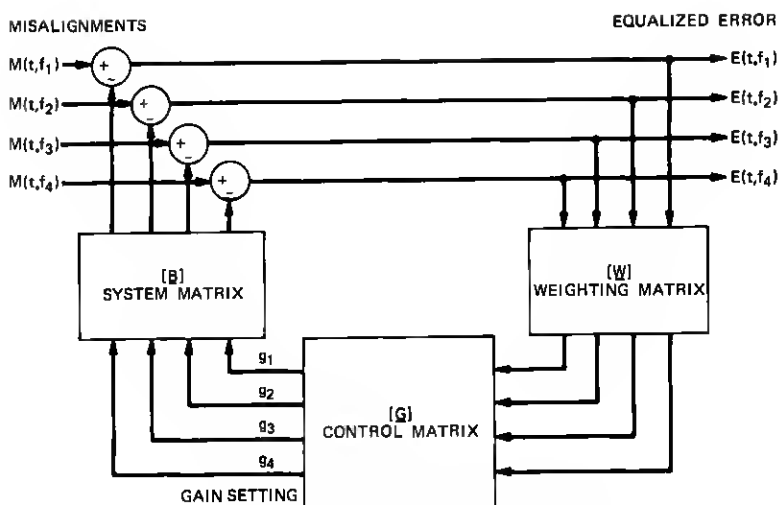 MISALIGNMENTS
EQUALIZED ERROR
M(t,f₁)
+
−
E(t,f₁)
M(t,f₂)
+
−
E(t,f₂)
M(t,f₃)
+
−
E(t,f₃)
M(t,f₄)
+
−
E(t,f₄)
[B]
SYSTEM MATRIX
[W]
WEIGHTING MATRIX
g₁
g₂
g₃
g₄
[G]
CONTROL MATRIX
GAIN SETTING